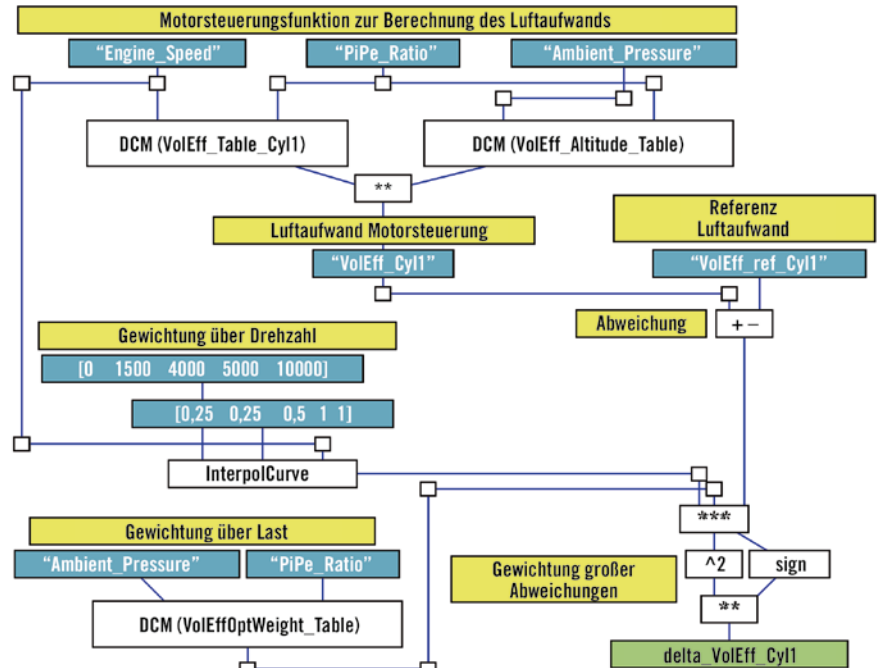 Motorsteuerungsfunktion zur Berechnung des Luftaufwands
“Engine_Speed”
“PiPe_Ratio”
“Ambient_Pressure”
DCM (VolEff_Table_Cyl1)
DCM (VolEff_Altitude_Table)
**
Referenz
Luftaufwand
Luftaufwand Motorsteuerung
“VolEff_Cyl1”
“VolEff_ref_Cyl1”
Abweichung
+ −
Gewichtung über Drehzahl
[0 1500 4000 5000 10000]
[0,25 0,25 0,5 1 1]
InterpolCurve
***
Gewichtung über Last
“Ambient_Pressure”
“PiPe_Ratio”
Gewichtung großer
Abweichungen
^2
sign
**
DCM (VolEffOptWeight_Table)
delta_VolEff_Cyl1